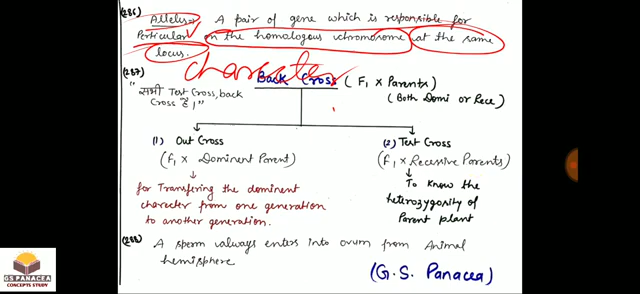 (286) Alleles → A pair of gene which is responsible for
Particular on the homologous chromosome at the same
locus.
character
(287) Back Cross (F₁ x Parents)
(Both Domi or Rece)
"सभी Test Cross, back
Cross है।"
(1) Out Cross
(F₁ x Dominent Parent)
for Transfering the dominent
character from one generation
to another generation.
(2) Test Cross
(F₁ x Recessive Parents)
To know the
heterozygosity of
Parent plant
(288) A sperm always enters into ovum from Animal
hemisphere
(G.S. Panacea)
GS PANACEA
CONCEPTS STUDY